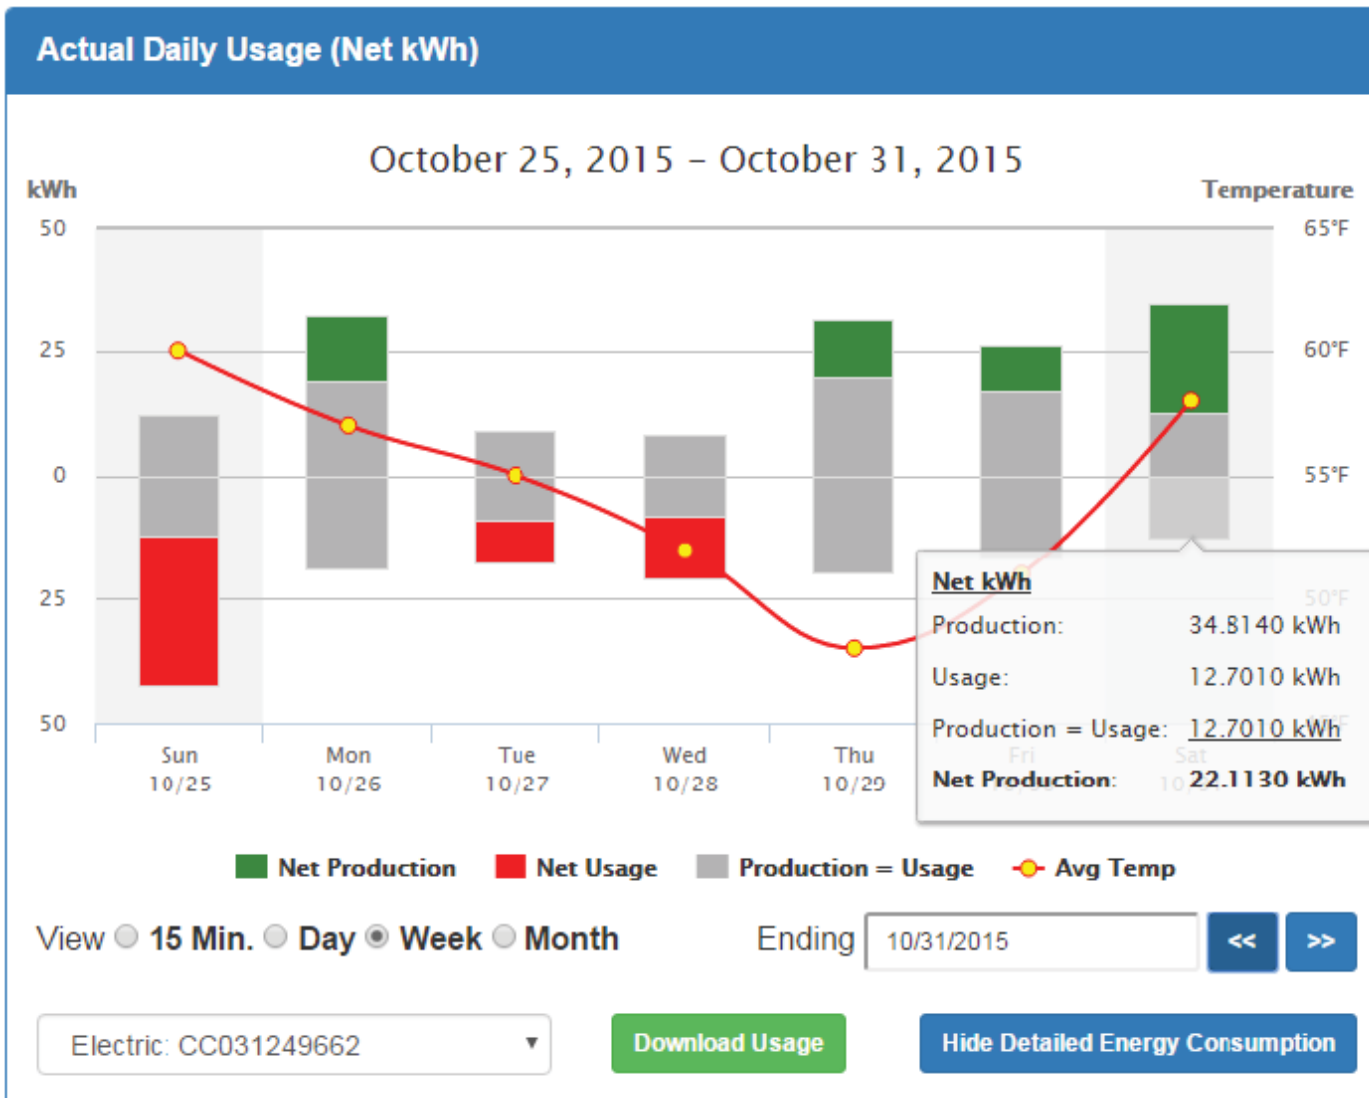 Actual Daily Usage (Net kWh)
October 25, 2015 – October 31, 2015
kWh
Temperature
50
65°F
25
60°F
0
55°F
25
50°F
50
Net kWh
Production: 34.8140 kWh
Usage: 12.7010 kWh
Production = Usage: 12.7010 kWh
Net Production: 22.1130 kWh
Sun Mon Tue Wed Thu Fri Sat
10/25 10/26 10/27 10/28 10/29
Net Production Net Usage Production = Usage Avg Temp
View 15 Min. Day Week Month Ending 10/31/2015 << >>
Electric: CC031249662 Download Usage Hide Detailed Energy Consumption